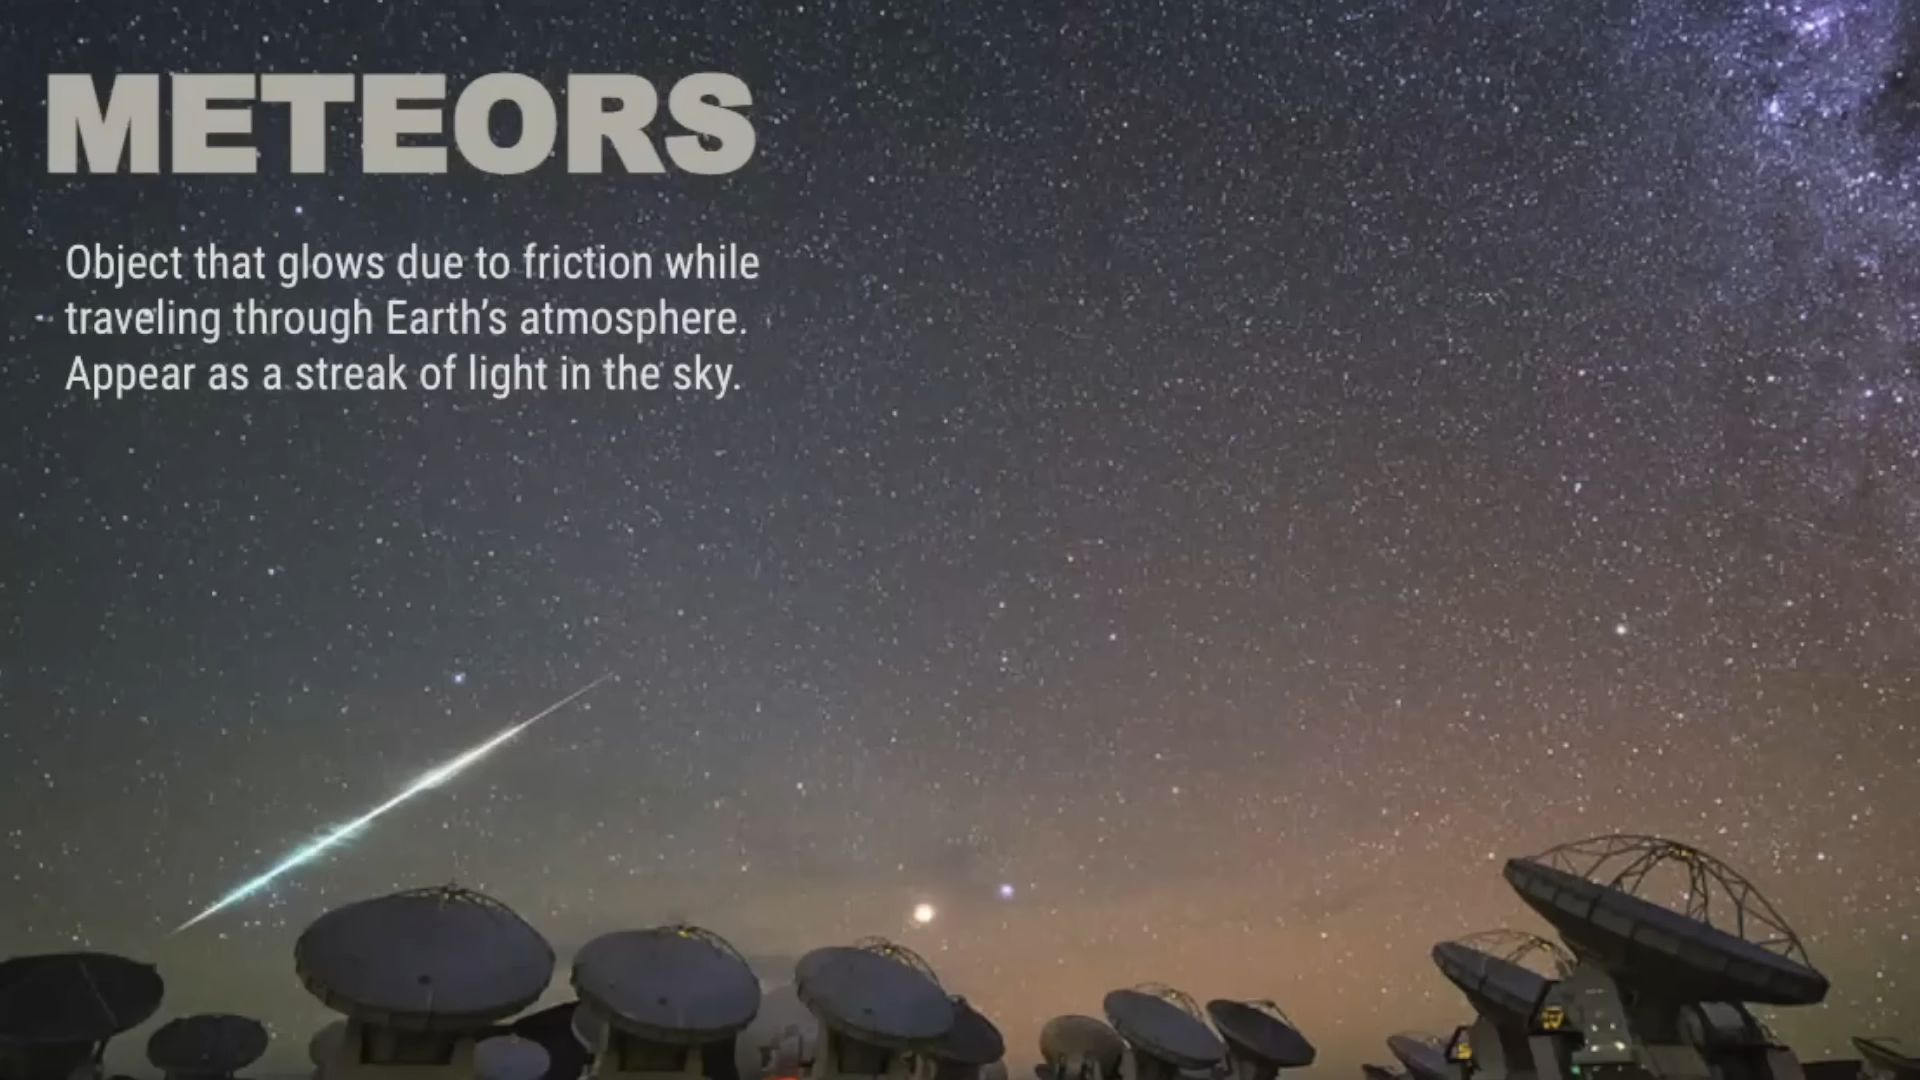 METEORS
Object that glows due to friction while
traveling through Earth’s atmosphere.
Appear as a streak of light in the sky.